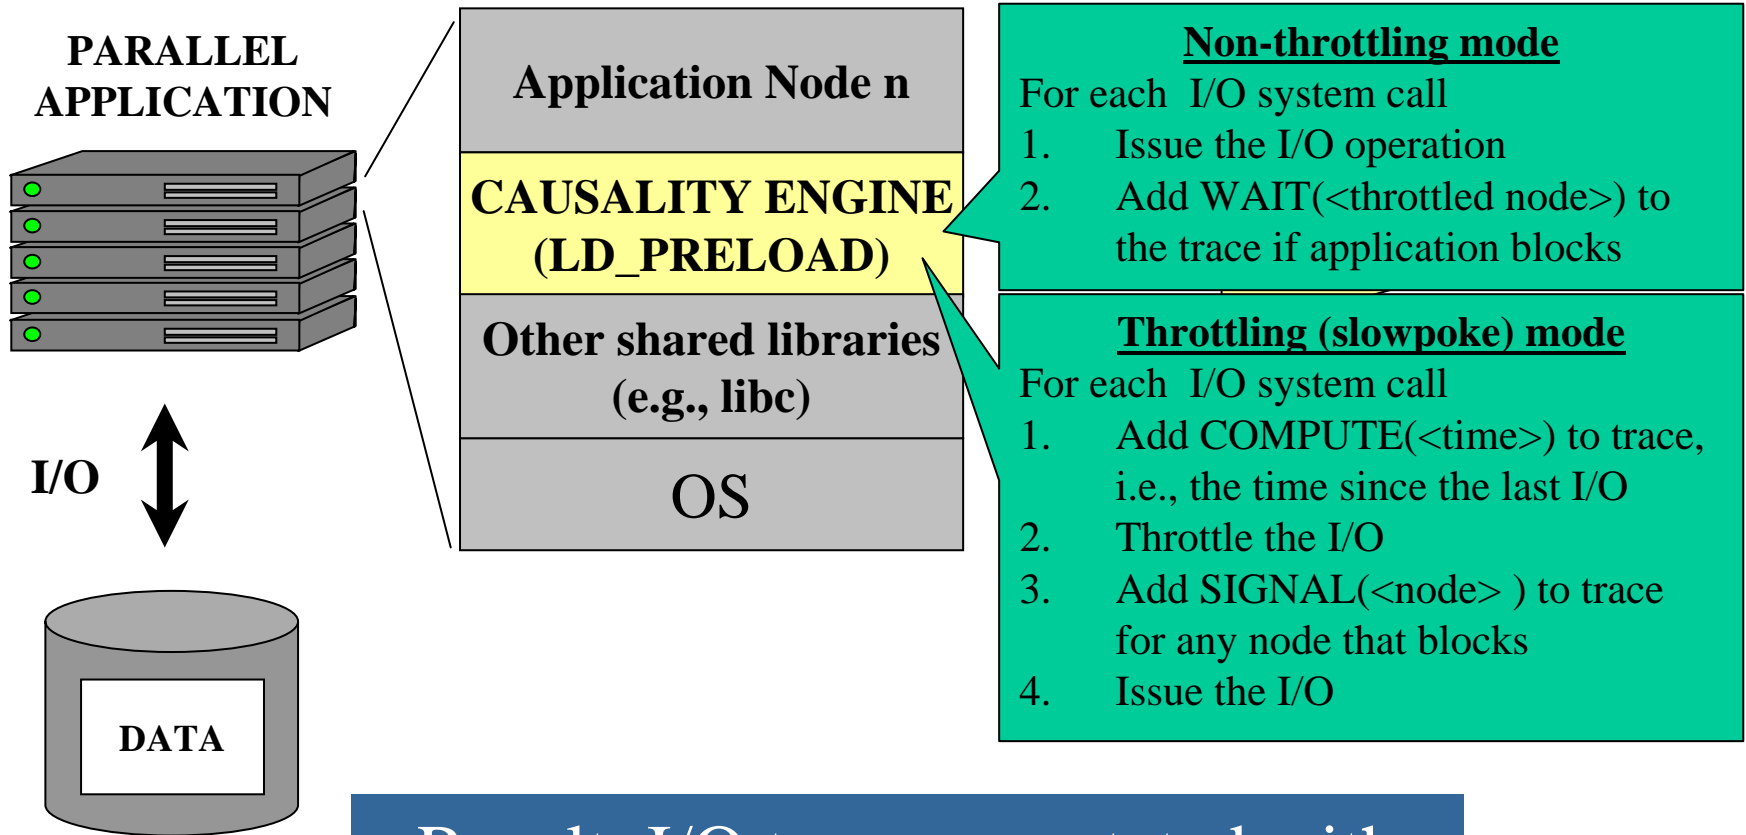 PARALLEL
APPLICATION
I/O
DATA
Application Node n
CAUSALITY ENGINE
(LD_PRELOAD)
Other shared libraries
(e.g., libc)
OS
Non-throttling mode
For each I/O system call
1. Issue the I/O operation
2. Add WAIT(<throttled node>) to
the trace if application blocks
Throttling (slowpoke) mode
For each I/O system call
1. Add COMPUTE(<time>) to trace,
i.e., the time since the last I/O
2. Throttle the I/O
3. Add SIGNAL(<node> ) to trace
for any node that blocks
4. Issue the I/O